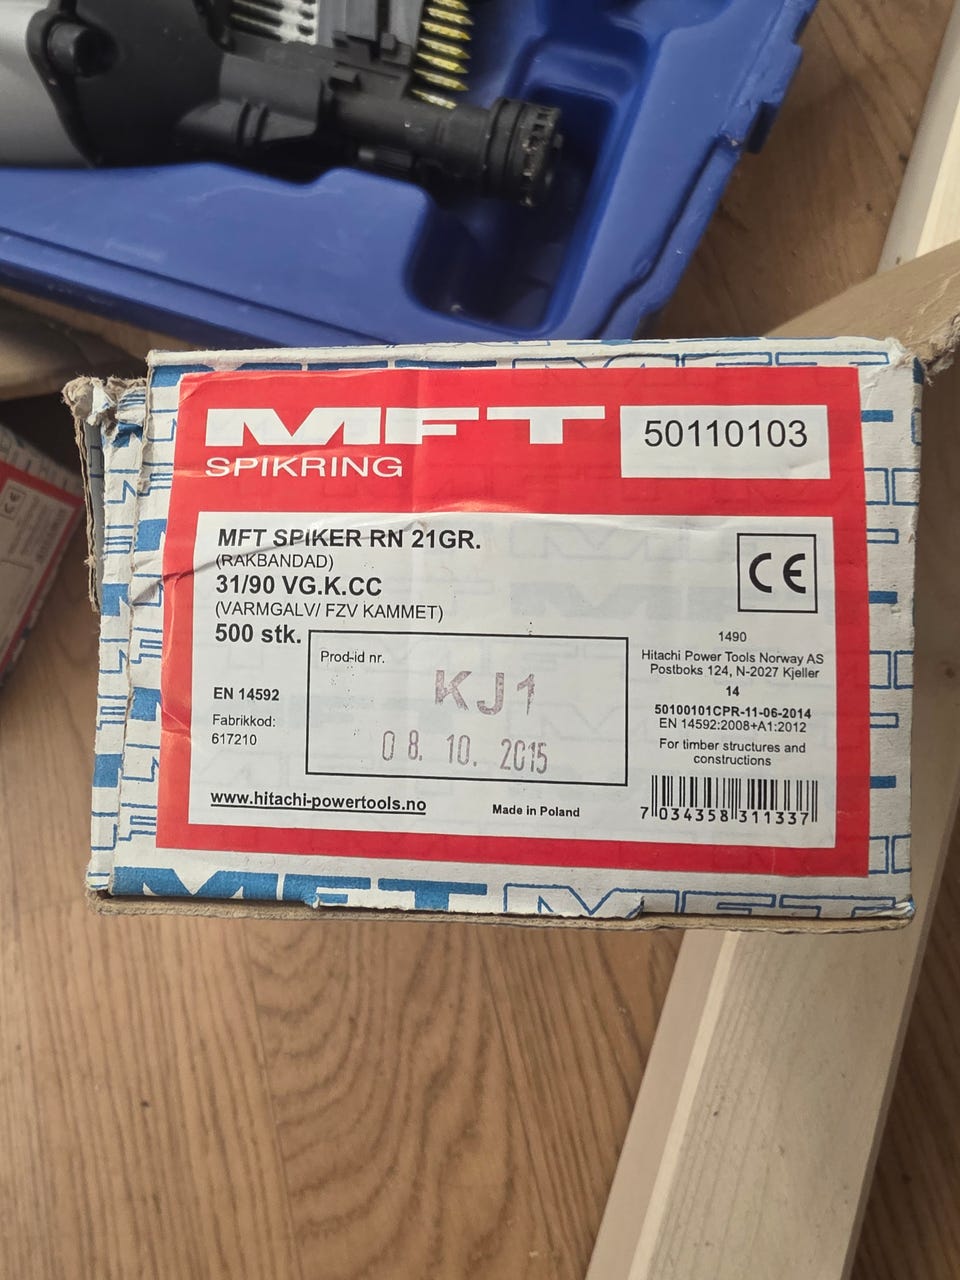 MFT
SPIKRING
50110103
MFT SPIKER RN 21GR.
(RAKBANDAD)
31/90 VG.K.CC
(VARMGALV/ FZV KAMMET)
500 stk.
Prod-id nr.
KJ1
08. 10. 2015
EN 14592
Fabrikkod:
617210
www.hitachi-powertools.no
Made in Poland
CE
1490
Hitachi Power Tools Norway AS
Postboks 124, N-2027 Kjeller
14
50100101CPR-11-06-2014
EN 14592:2008+A1:2012
For timber structures and
constructions
7 034358 311337
MFT MFT